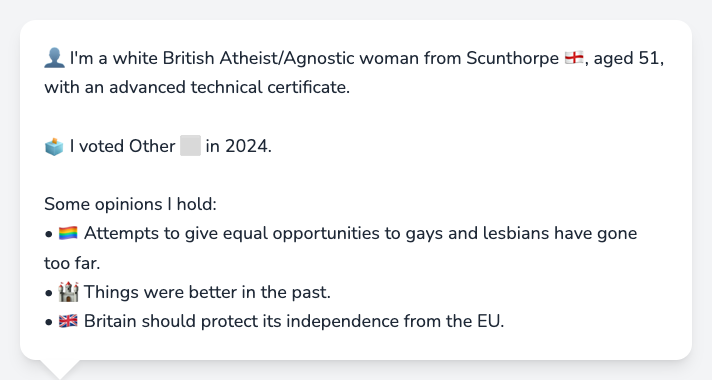 👤 I'm a white British Atheist/Agnostic woman from Scunthorpe 🏴󠁧󠁢󠁥󠁮󠁧󠁿, aged 51,
with an advanced technical certificate.
🗳️ I voted Other ⬜ in 2024.
Some opinions I hold:
• 🏳️‍🌈 Attempts to give equal opportunities to gays and lesbians have gone
too far.
• 🏰 Things were better in the past.
• 🇬🇧 Britain should protect its independence from the EU.